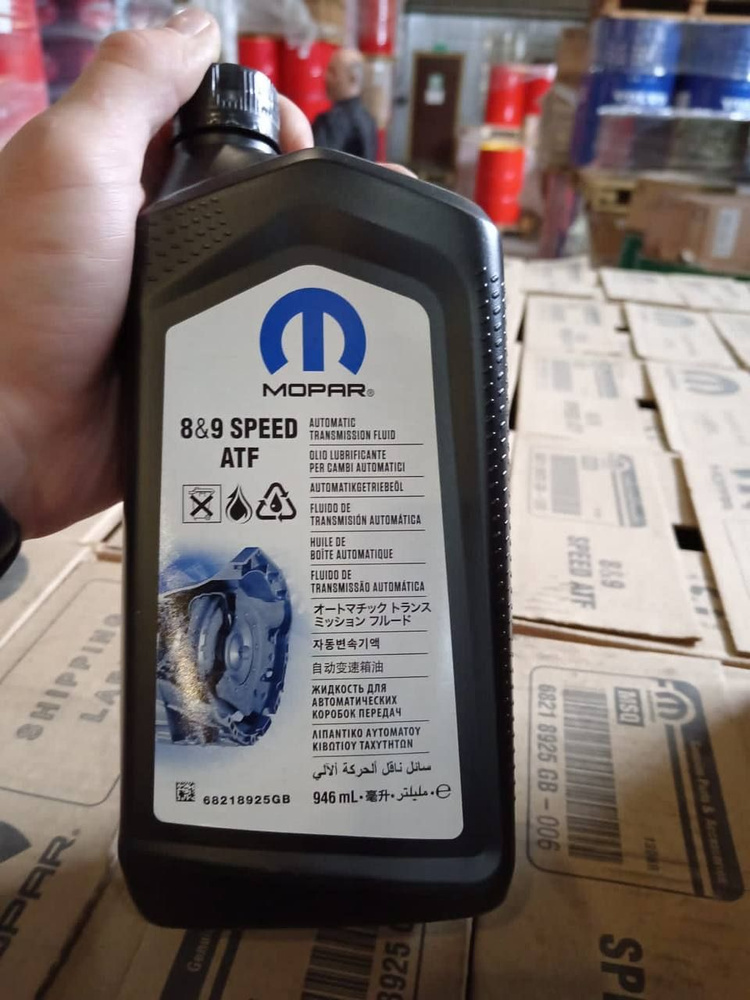 MOPAR®
8&9 SPEED
ATF
AUTOMATIC
TRANSMISSION FLUID
OLIO LUBRIFICANTE
PER CAMBI AUTOMATICI
AUTOMATIKGETRIEBEÖL
FLUIDO DE
TRANSMISIÓN AUTOMÁTICA
HUILE DE
BOÎTE AUTOMATIQUE
FLUIDO DE
TRANSMISSÃO AUTOMÁTICA
オートマチック トランス
ミッション フルード
자동변속기액
自动变速箱油
ЖИДКОСТЬ ДЛЯ
АВТОМАТИЧЕСКИХ
КОРОБОК ПЕРЕДАЧ
ΛΙΠΑΝΤΙΚΟ ΑΥΤΟΜΑΤΟΥ
ΚΙΒΩΤΙΟΥ ΤΑΧΥΤΗΤΩΝ
سائل ناقل الحركة الآلي
68218925GB
946 mL•毫升•مليلتر•℮
SHIPPING
8&9
SPEED ATF
MOPAR
6821 8925 GB - 006
OPAR.